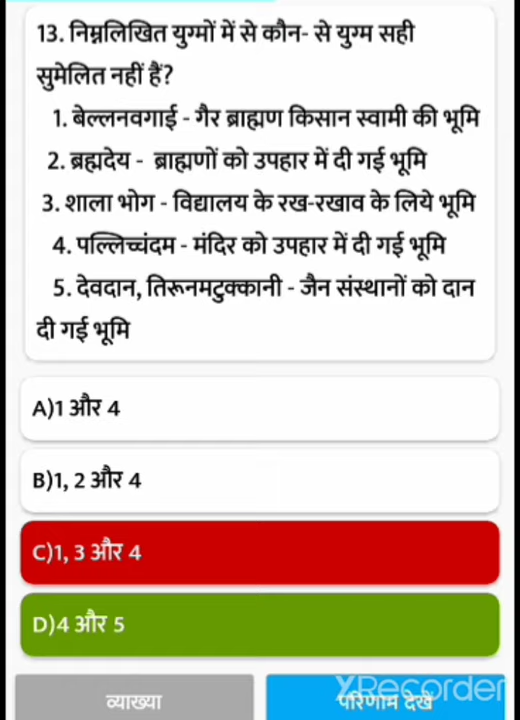 13. निम्नलिखित युग्मों में से कौन- से युग्म सही
सुमेलित नहीं हैं?
1. बेल्लनवगाई - गैर ब्राह्मण किसान स्वामी की भूमि
2. ब्रह्मदेय - ब्राह्मणों को उपहार में दी गई भूमि
3. शाला भोग - विद्यालय के रख-रखाव के लिये भूमि
4. पल्लिच्चंदम - मंदिर को उपहार में दी गई भूमि
5. देवदान, तिरूनमटुक्कानी - जैन संस्थानों को दान
दी गई भूमि
A)1 और 4
B)1, 2 और 4
C)1, 3 और 4
D)4 और 5
व्याख्या
परिणाम देखें
XRecorder